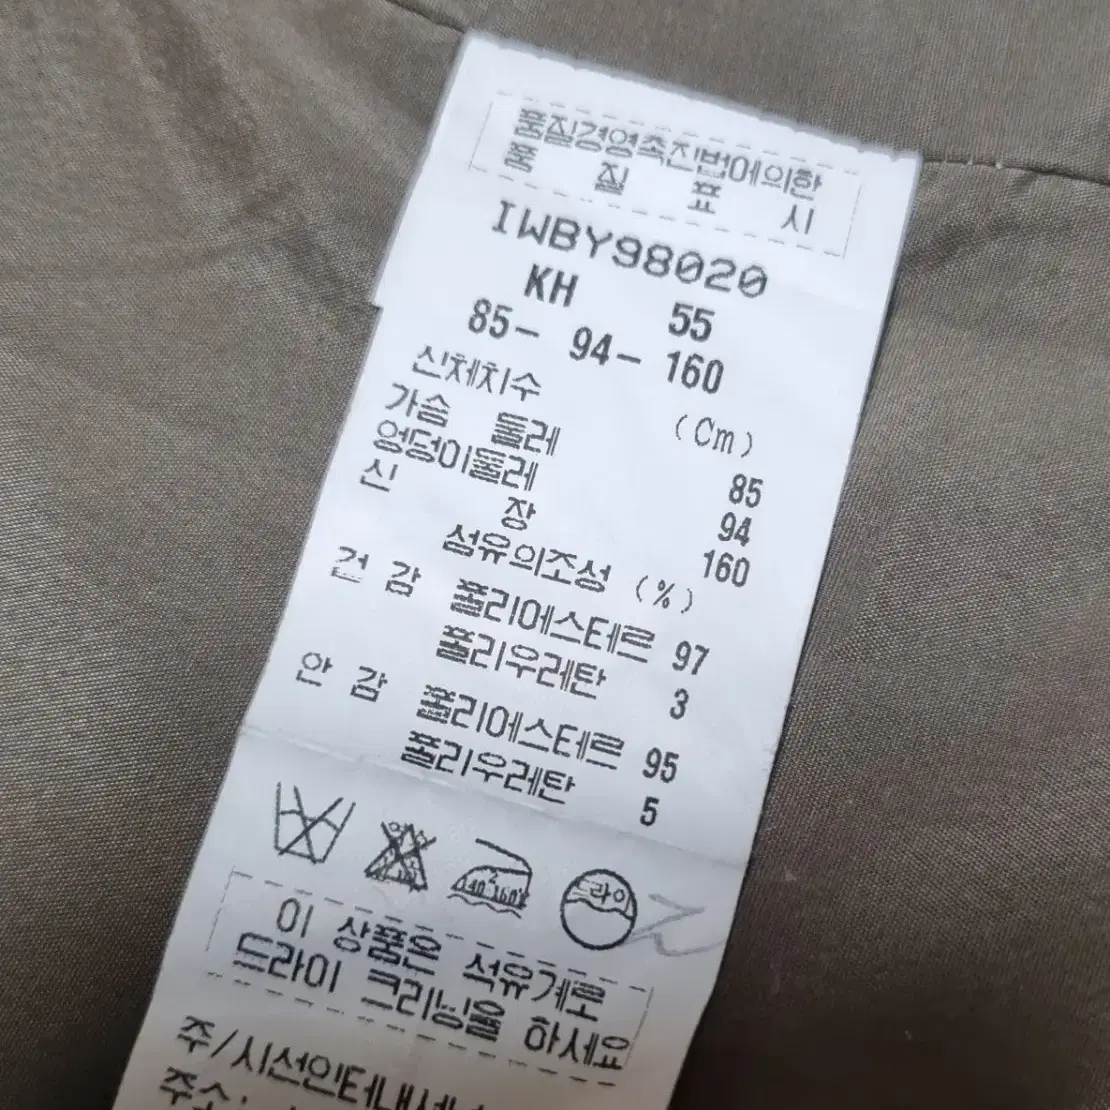 품질경영촉진법에의한
품 질 표 시
IWBY98020
KH 55
85- 94- 160
신체치수 (Cm)
가슴 둘레 85
엉덩이둘레 94
신 장 160
섬유의조성 (%)
겉 감 폴리에스테르 97
폴리우레탄 3
안 감 폴리에스테르 95
폴리우레탄 5
140 160℃
드라이
이 상품은 석유계로
드라이 크리닝을 하세요
주/시선인터내셔
주소: